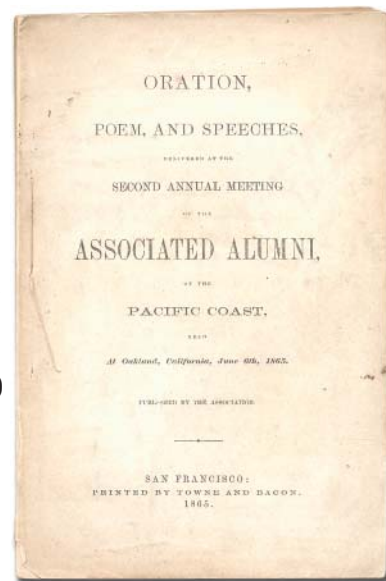 ORATION,
POEM, AND SPEECHES,
DELIVERED AT THE
SECOND ANNUAL MEETING
OF THE
ASSOCIATED ALUMNI,
OF THE
PACIFIC COAST,
HELD
At Oakland, California, June 6th, 1865.
PUBLISHED BY THE ASSOCIATION
SAN FRANCISCO:
PRINTED BY TOWNE AND BACON.
1865.